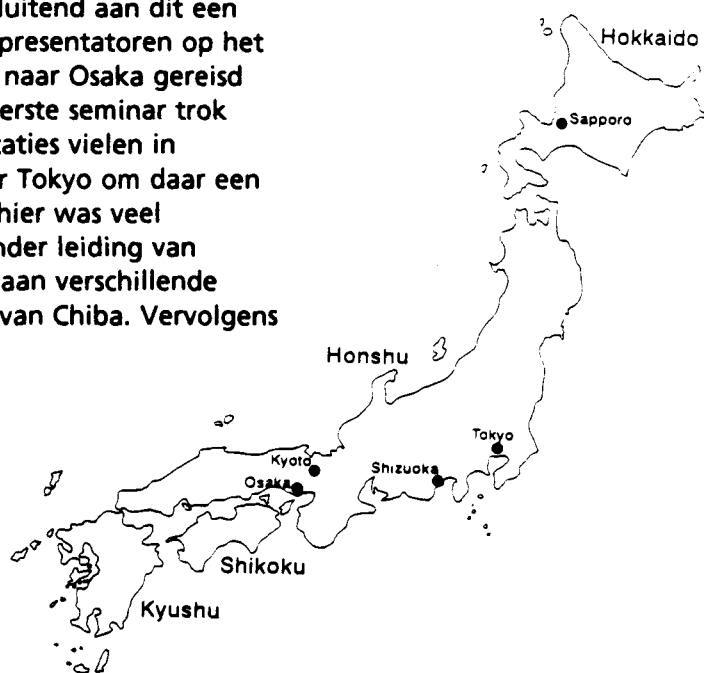 luitend aan dit een
presentatoren op het
naar Osaka gereisd
erste seminar trok
taties vielen in
r Tokyo om daar een
hier was veel
nder leiding van
aan verschillende
van Chiba. Vervolgens
Hokkaido
Sapporo
Honshu
Tokyo
Kyoto
Shizuoka
Osaka
Shikoku
Kyushu